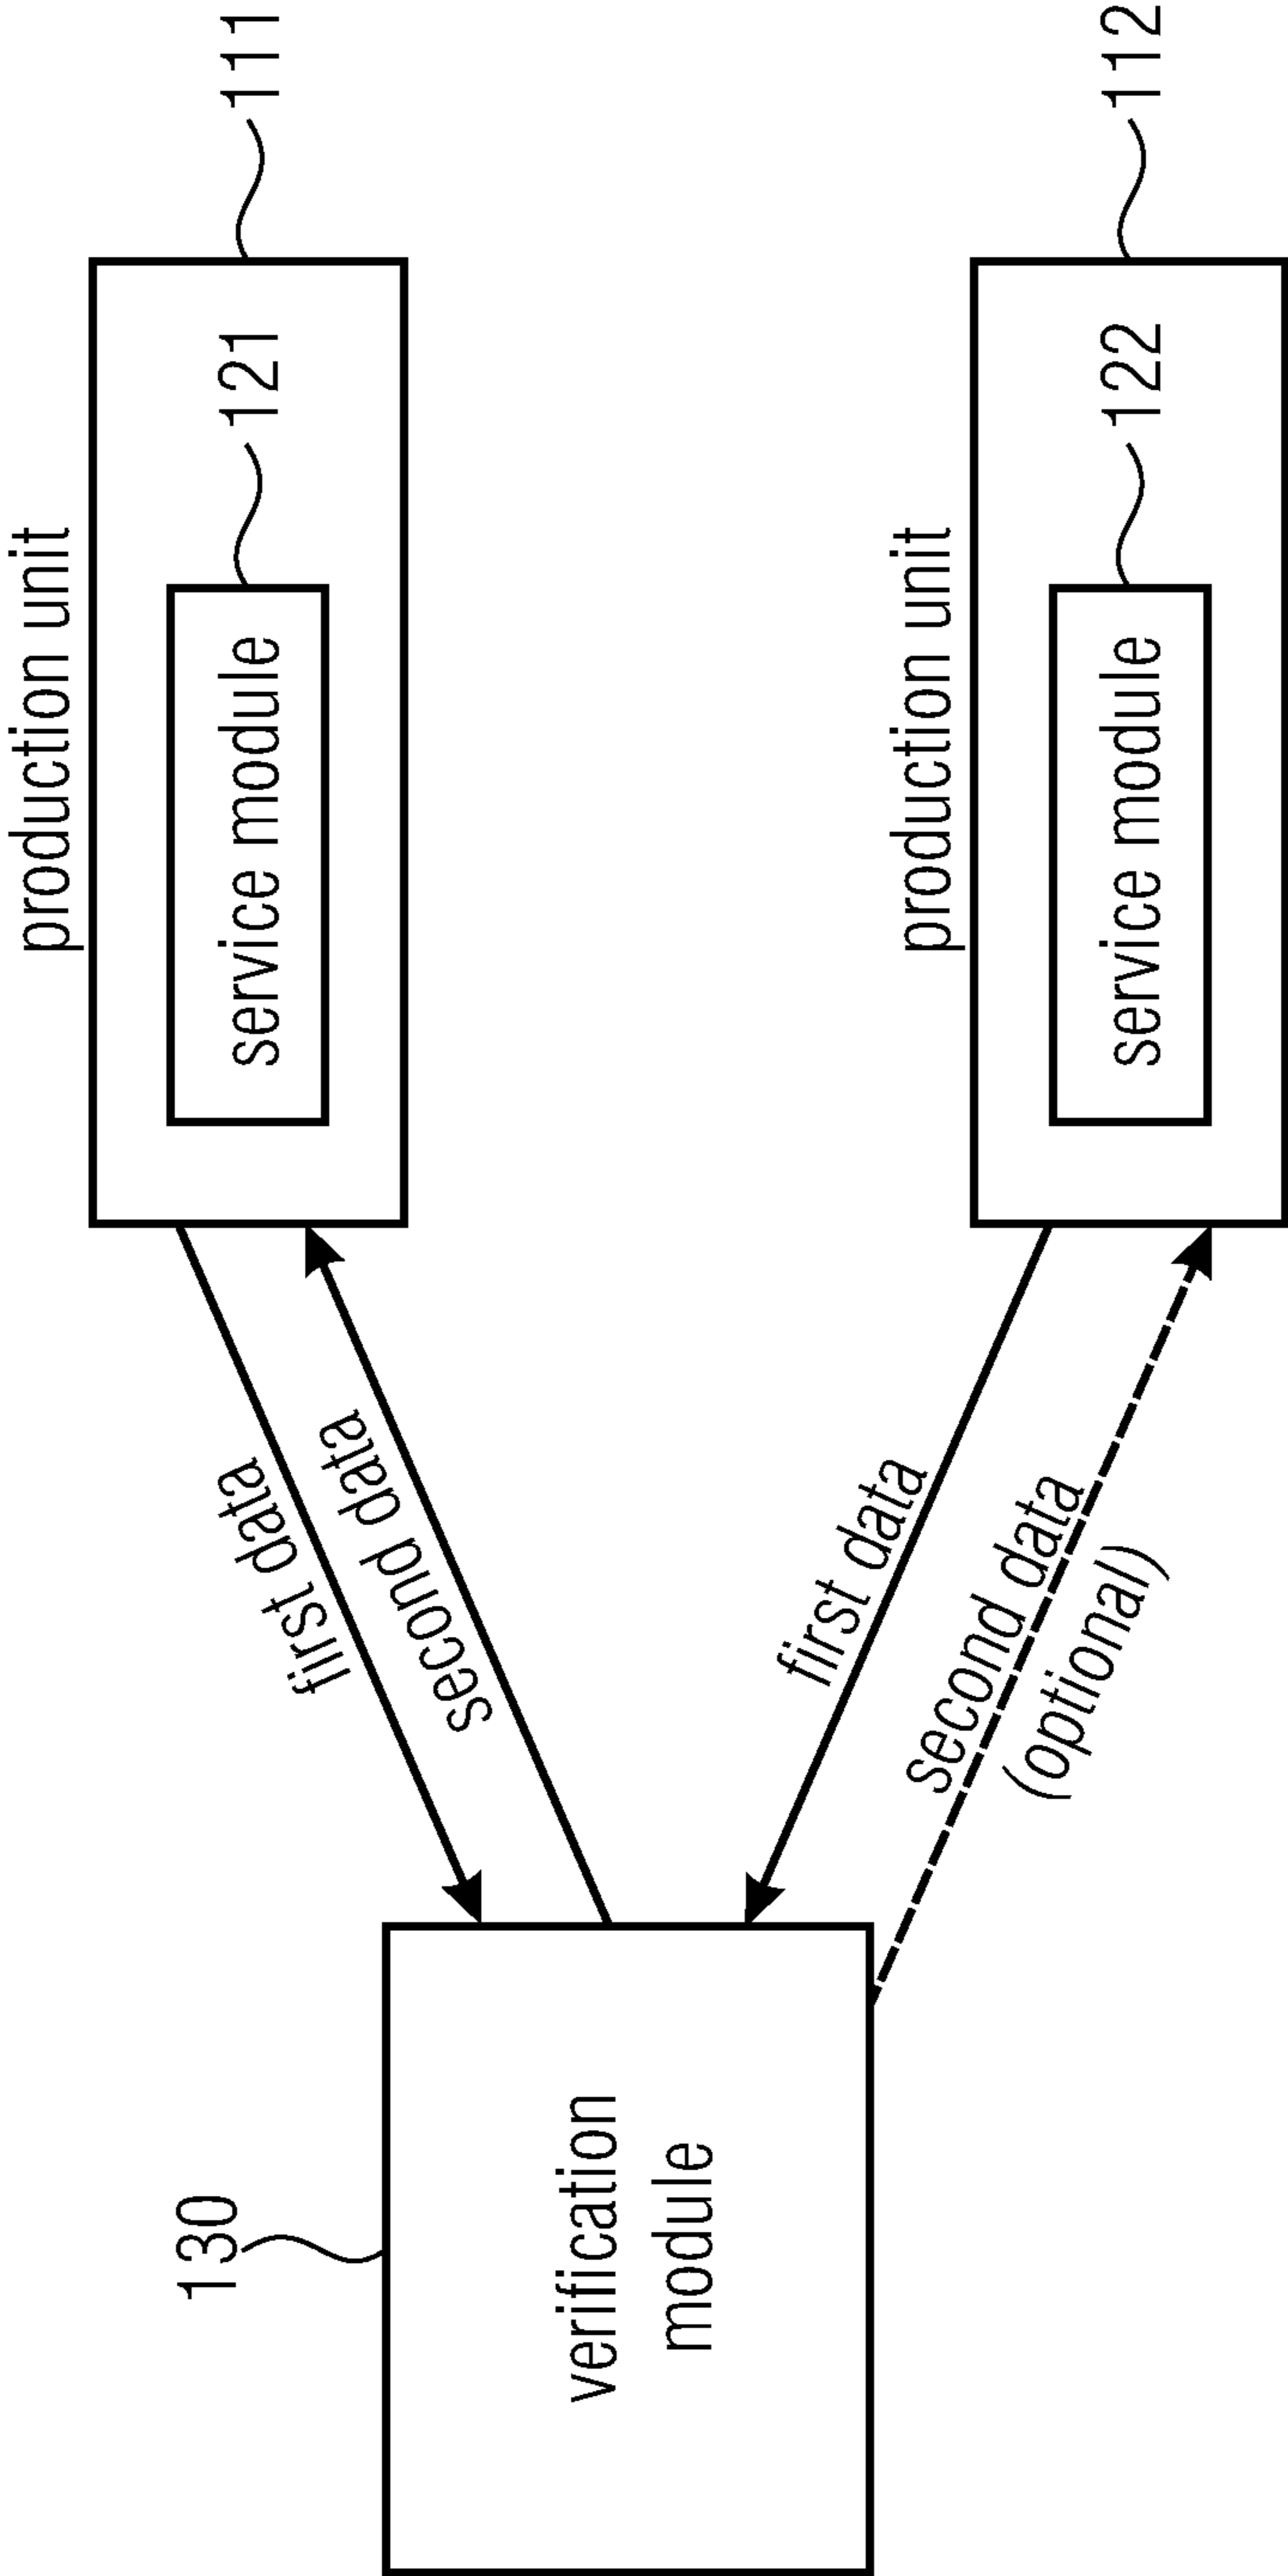 production unit
111
service module
121
first data
second data
130
verification
module
first data
second data
(optional)
production unit
112
service module
122